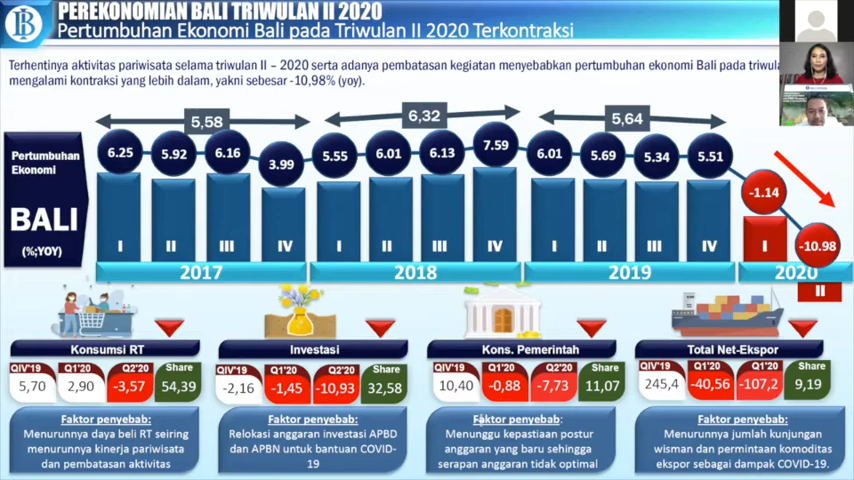 PEREKONOMIAN BALI TRIWULAN II 2020
Pertumbuhan Ekonomi Bali pada Triwulan II 2020 Terkontraksi
Terhentinya aktivitas pariwisata selama triwulan II – 2020 serta adanya pembatasan kegiatan menyebabkan pertumbuhan ekonomi Bali pada
mengalami kontraksi yang lebih dalam, yakni sebesar -10,98% (yoy).
5,58 6,32 5,64
Pertumbuhan
Ekonomi
BALI
(%;YOY)
6.25 5.92 6.16 3.99 5.55 6.01 6.13 7.59 6.01 5.69 5.34 5.51 -1.14 -10.98
I II III IV I II III IV I II III IV I
2017 2018 2019 2020
II
Konsumsi RT
QIV'19 Q1'20 Q2'20 Share
5,70 2,90 -3,57 54,39
Faktor penyebab:
Menurunnya daya beli RT seiring
menurunnya kinerja pariwisata
dan pembatasan aktivitas
Investasi
QIV'19 Q1'20 Q2'20 Share
-2,16 -1,45 -10,93 32,58
Faktor penyebab:
Relokasi anggaran investasi APBD
dan APBN untuk bantuan COVID-
19
Kons. Pemerintah
QIV'19 Q1'20 Q2'20 Share
10,40 -0,88 -7,73 11,07
Faktor penyebab:
Menunggu kepastiaan postur
anggaran yang baru sehingga
serapan anggaran tidak optimal
Total Net-Ekspor
QIV'19 Q1'20 Q2'20 Share
245,4 -40,56 -107,2 9,19
Faktor penyebab:
Menurunnya jumlah kunjungan
wisman dan permintaan komoditas
ekspor sebagai dampak COVID-19.